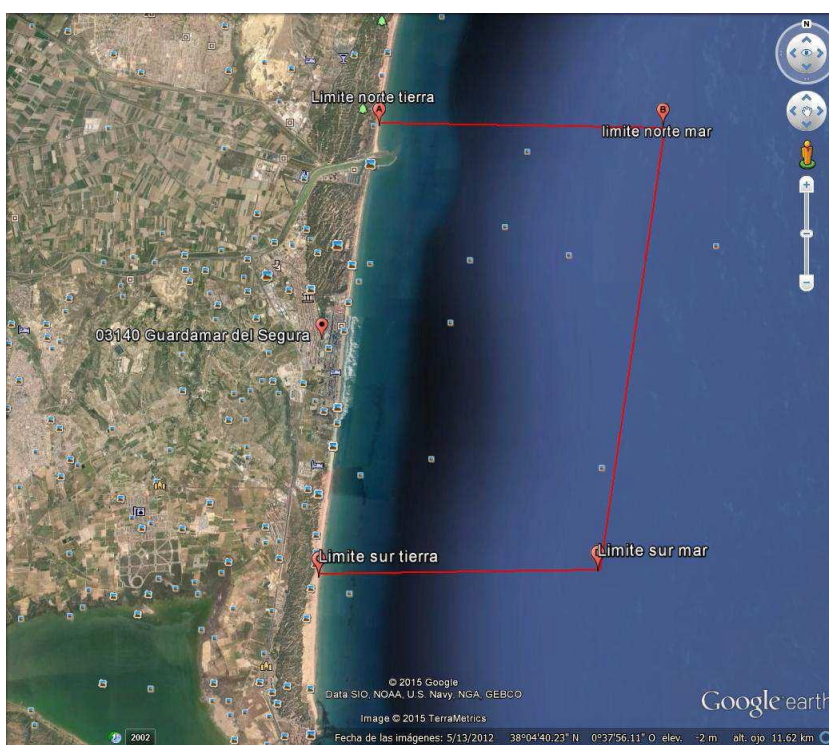 N
Limite norte tierra
A
B
limite norte mar
03140 Guardamar del Segura
Limite sur tierra
Limite sur mar
© 2015 Google
Data SIO, NOAA, U.S. Navy, NGA, GEBCO
Image © 2015 TerraMetrics
Google earth
2002
Fecha de las imágenes: 5/13/2012 38°04'40.23" N 0°37'56.11" O elev. -2 m alt. ojo 11.62 km